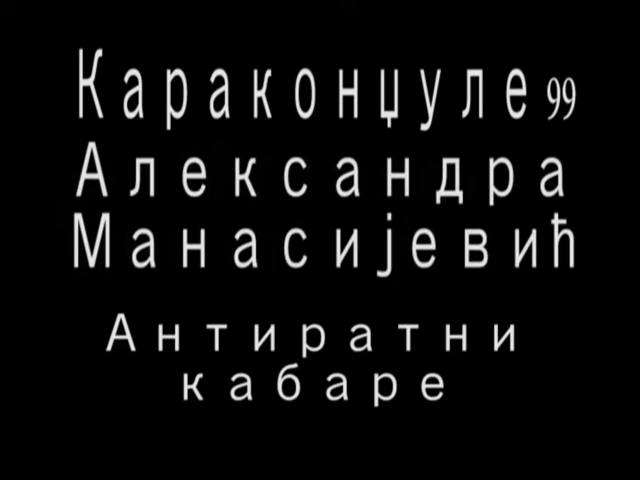 Караконџуле 99
Александра
Манасијевић
Антиратни
кабаре